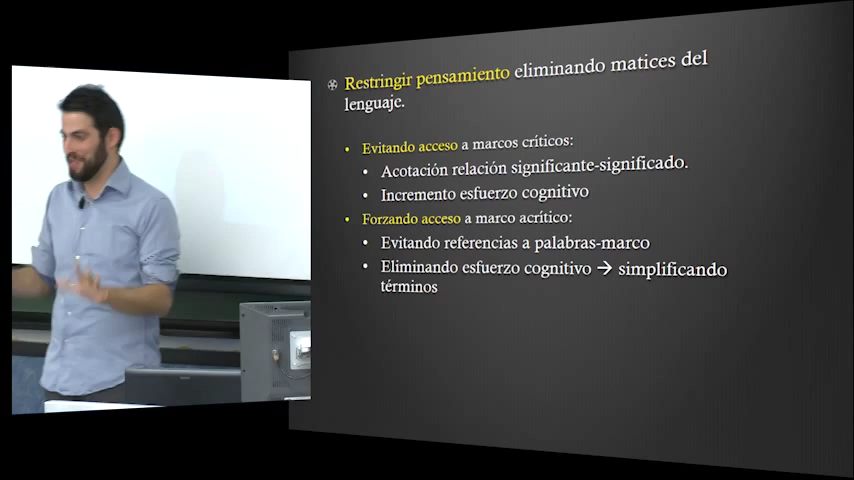 Restringir pensamiento eliminando matices del
lenguaje.
Evitando acceso a marcos críticos:
Acotación relación significante-significado.
Incremento esfuerzo cognitivo
Forzando acceso a marco acrítico:
Evitando referencias a palabras-marco
Eliminando esfuerzo cognitivo → simplificando
términos